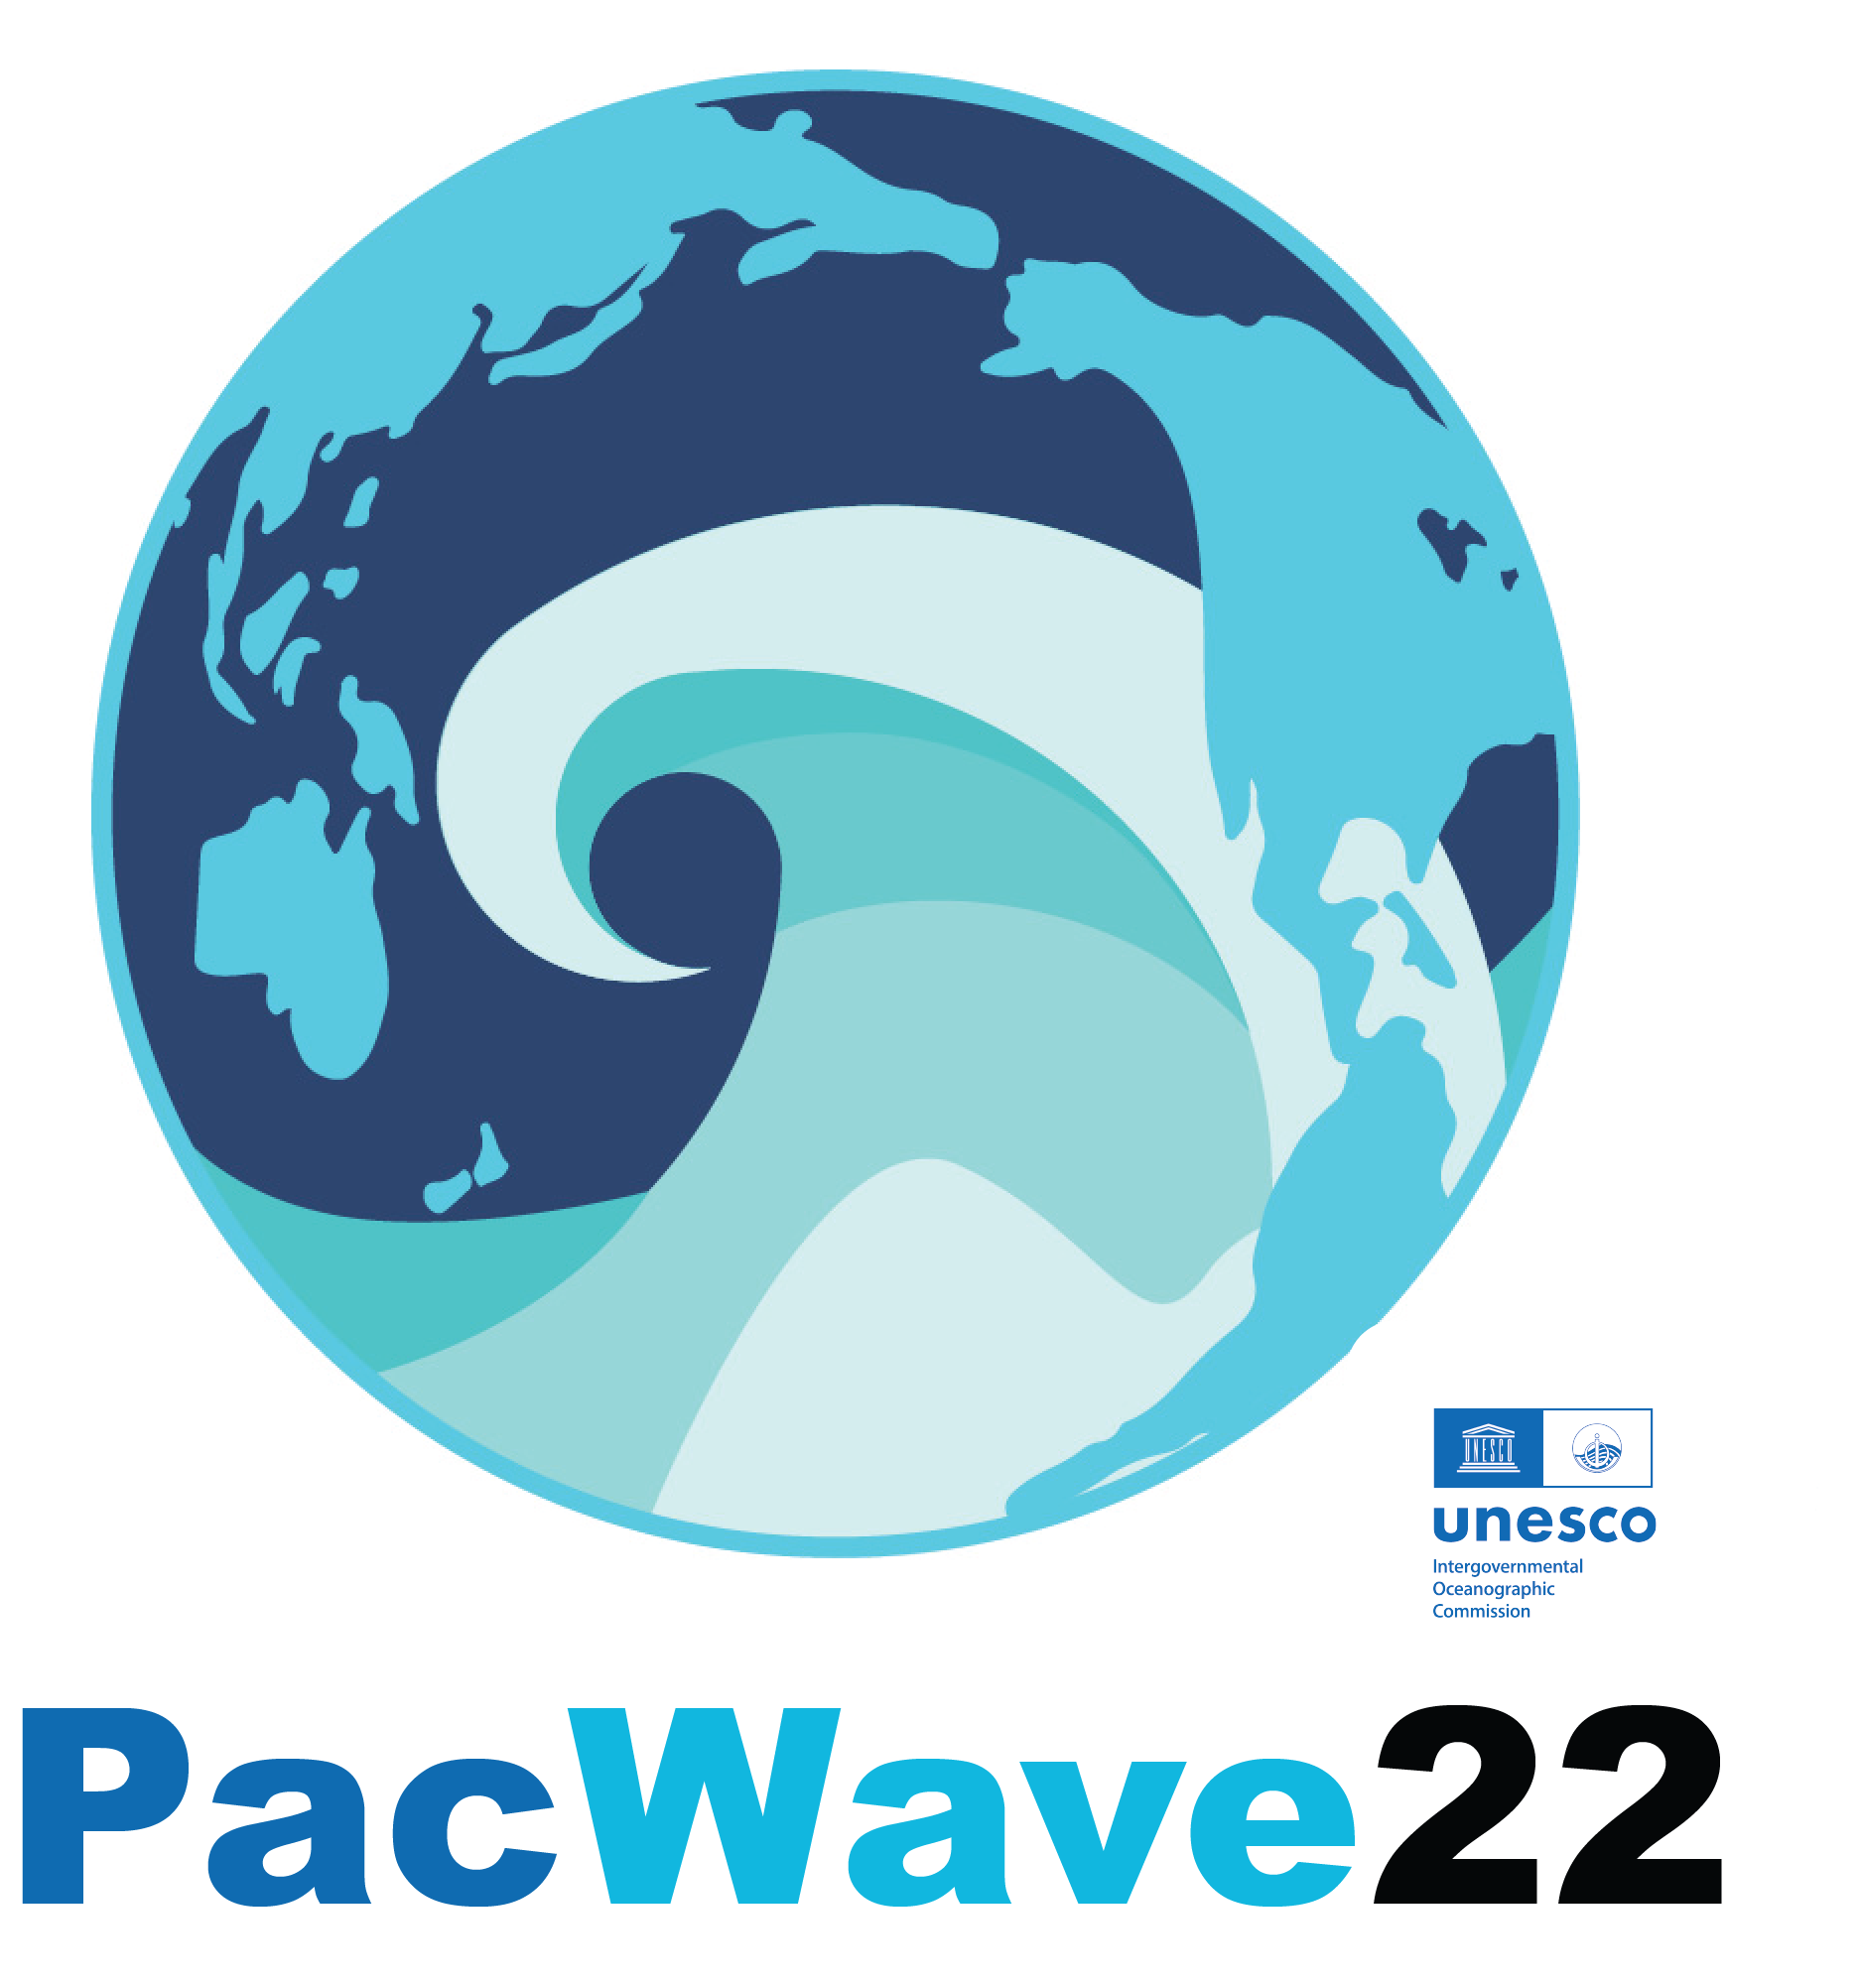 UNESCO
unesco
Intergovernmental
Oceanographic
Commission
PacWave22